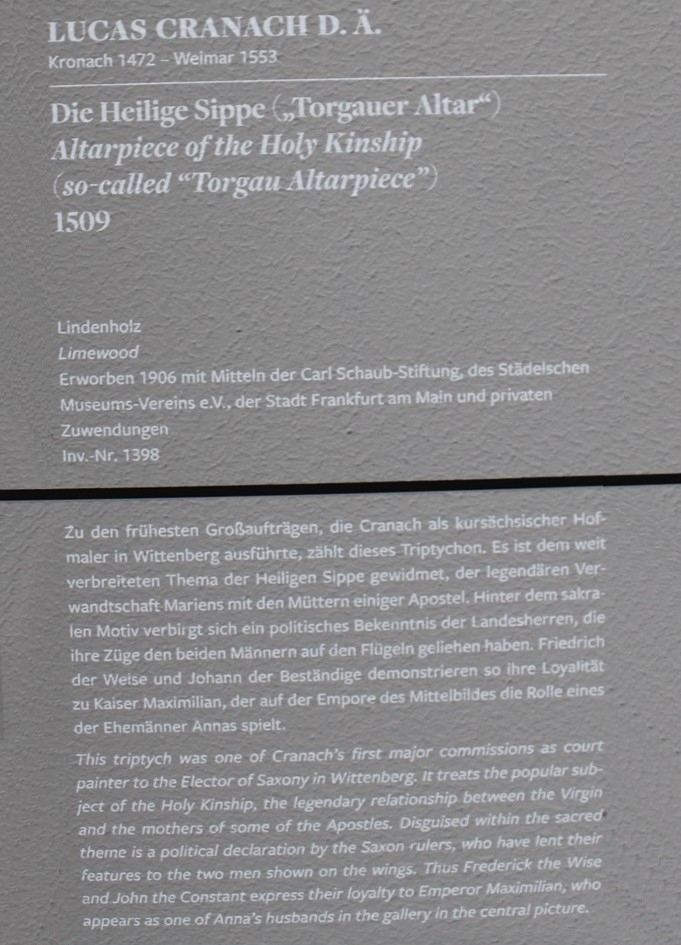 LUCAS CRANACH D. Ä.
Kronach 1472 – Weimar 1553
Die Heilige Sippe („Torgauer Altar“)
Altarpiece of the Holy Kinship
(so-called “Torgau Altarpiece”)
1509
Lindenholz
Limewood
Erworben 1906 mit Mitteln der Carl Schaub-Stiftung, des Städelschen
Museums-Vereins e.V., der Stadt Frankfurt am Main und privaten
Zuwendungen
Inv.-Nr. 1398
Zu den frühesten Großaufträgen, die Cranach als kursächsischer Hof-
maler in Wittenberg ausführte, zählt dieses Triptychon. Es ist dem weit
verbreiteten Thema der Heiligen Sippe gewidmet, der legendären Ver-
wandtschaft Mariens mit den Müttern einiger Apostel. Hinter dem sakra-
len Motiv verbirgt sich ein politisches Bekenntnis der Landesherren, die
ihre Züge den beiden Männern auf den Flügeln geliehen haben. Friedrich
der Weise und Johann der Beständige demonstrieren so ihre Loyalität
zu Kaiser Maximilian, der auf der Empore des Mittelbildes die Rolle eines
der Ehemänner Annas spielt.
This triptych was one of Cranach’s first major commissions as court
painter to the Elector of Saxony in Wittenberg. It treats the popular sub-
ject of the Holy Kinship, the legendary relationship between the Virgin
and the mothers of some of the Apostles. Disguised within the sacred
theme is a political declaration by the Saxon rulers, who have lent their
features to the two men shown on the wings. Thus Frederick the Wise
and John the Constant express their loyalty to Emperor Maximilian, who
appears as one of Anna’s husbands in the gallery in the central picture.